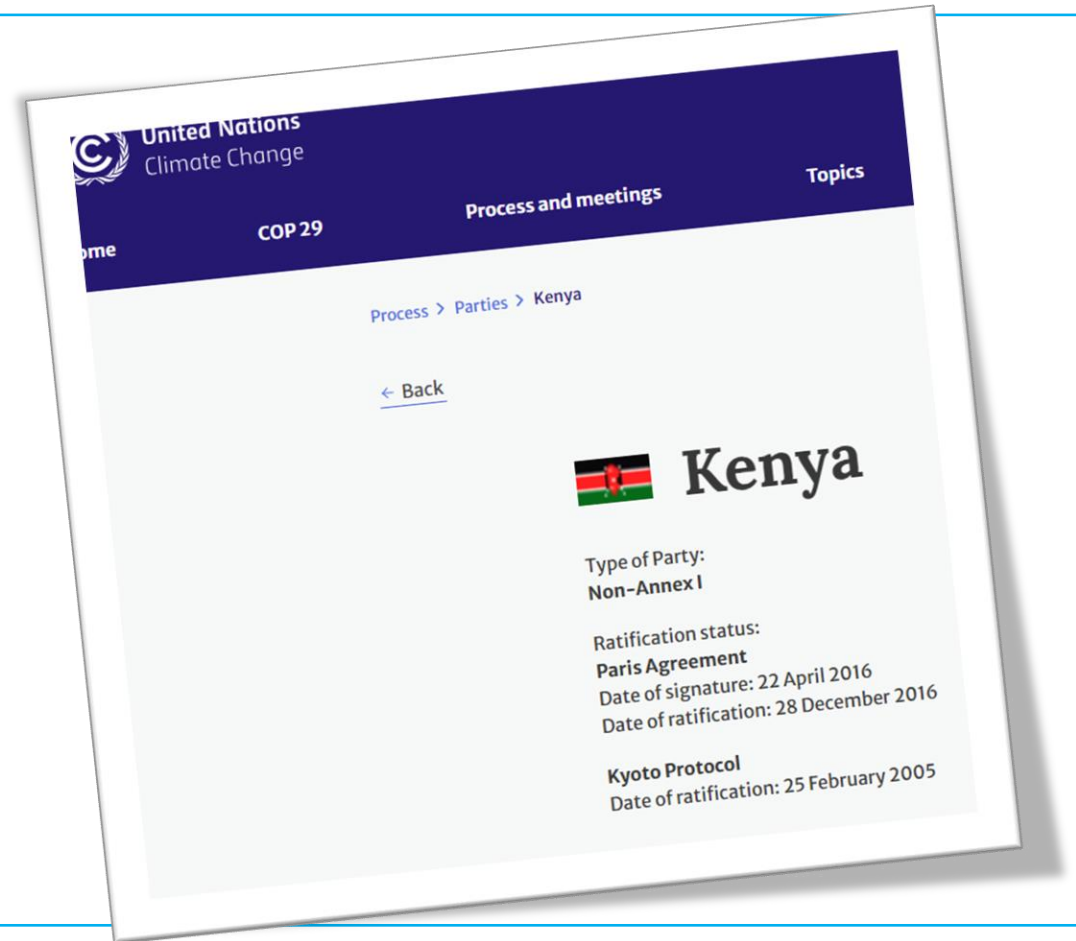 United Nations
Climate Change
ome
COP 29
Process and meetings
Topics
Process > Parties > Kenya
← Back
Kenya
Type of Party:
Non-Annex I
Ratification status:
Paris Agreement
Date of signature: 22 April 2016
Date of ratification: 28 December 2016
Kyoto Protocol
Date of ratification: 25 February 2005